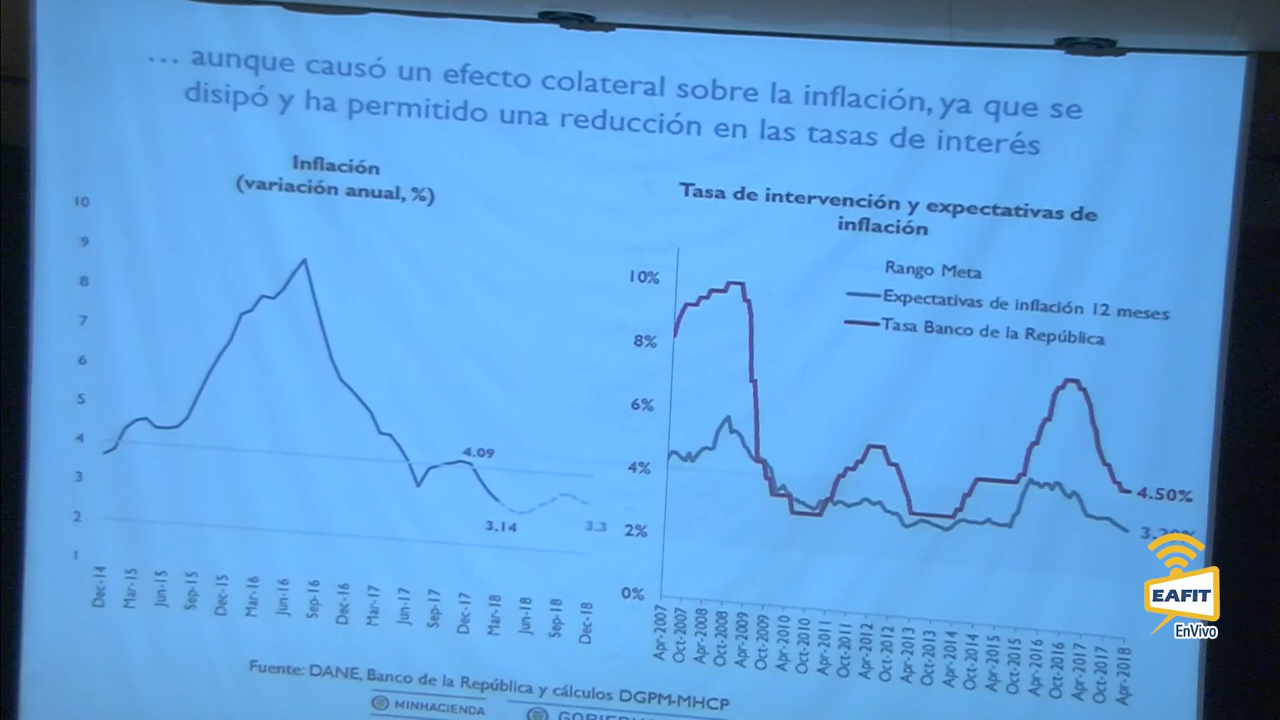 … aunque causó un efecto colateral sobre la inflación, ya que se
disipó y ha permitido una reducción en las tasas de interés
Inflación
(variación anual, %)
10
9
8
7
6
5
4
3
2
1
4.09
3.14
3.3
Dec-14
Mar-15
Jun-15
Sep-15
Dec-15
Mar-16
Jun-16
Sep-16
Dec-16
Mar-17
Jun-17
Sep-17
Dec-17
Mar-18
Jun-18
Sep-18
Dec-18
Tasa de intervención y expectativas de
inflación
Rango Meta
Expectativas de inflación 12 meses
Tasa Banco de la República
10%
8%
6%
4%
2%
0%
4.50%
Apr-2007
Oct-2007
Apr-2008
Oct-2008
Apr-2009
Oct-2009
Apr-2010
Oct-2010
Apr-2011
Oct-2011
Apr-2012
Oct-2012
Apr-2013
Oct-2013
Apr-2014
Oct-2014
Apr-2015
Oct-2015
Apr-2016
Oct-2016
Apr-2017
Oct-2017
Apr-2018
Fuente: DANE, Banco de la República y cálculos DGPM-MHCP
MINHACIENDA
EAFIT
EnVivo